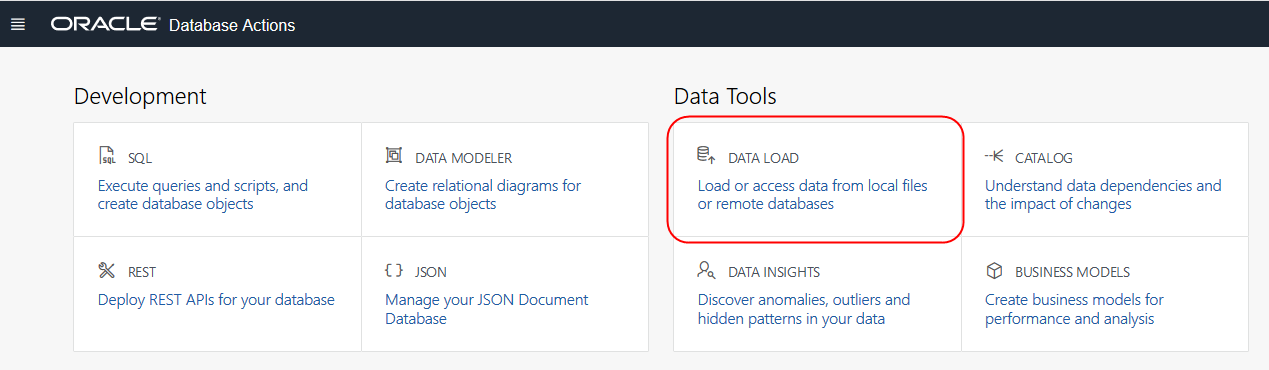 ORACLE Database Actions
Development
SQL
Execute queries and scripts, and
create database objects
DATA MODELER
Create relational diagrams for
database objects
REST
Deploy REST APIs for your database
JSON
Manage your JSON Document
Database
Data Tools
DATA LOAD
Load or access data from local files
or remote databases
CATALOG
Understand data dependencies and
the impact of changes
DATA INSIGHTS
Discover anomalies, outliers and
hidden patterns in your data
BUSINESS MODELS
Create business models for
performance and analysis